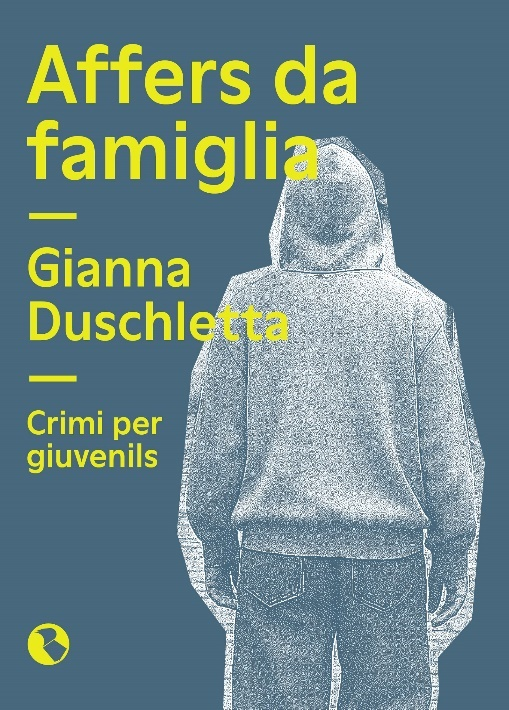 Affers da
famiglia
Gianna
Duschletta
Crimi per
giuvenils